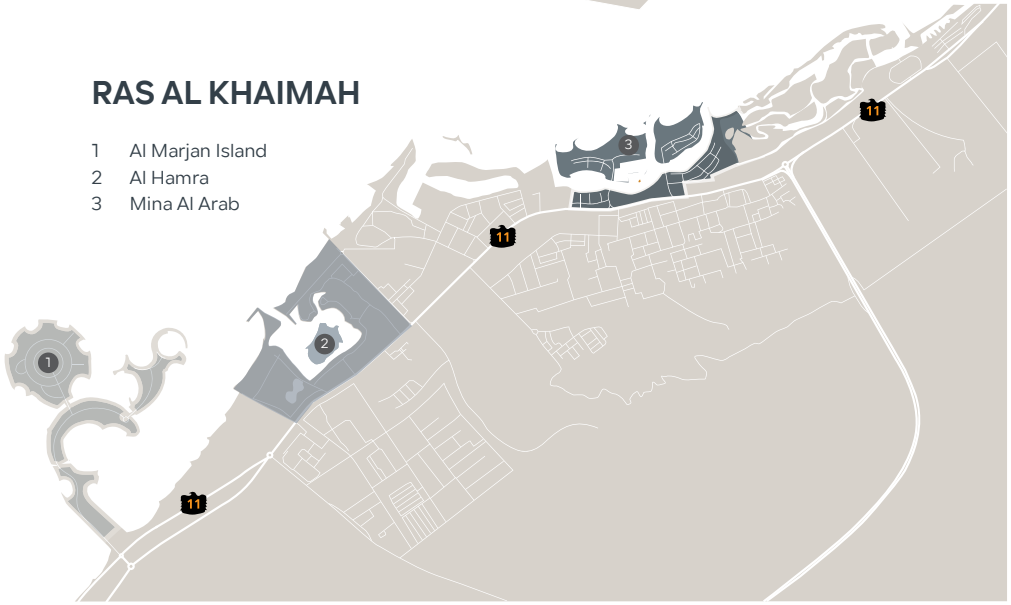 RAS AL KHAIMAH
1 Al Marjan Island
2 Al Hamra
3 Mina Al Arab
11
3
11
2
1
11